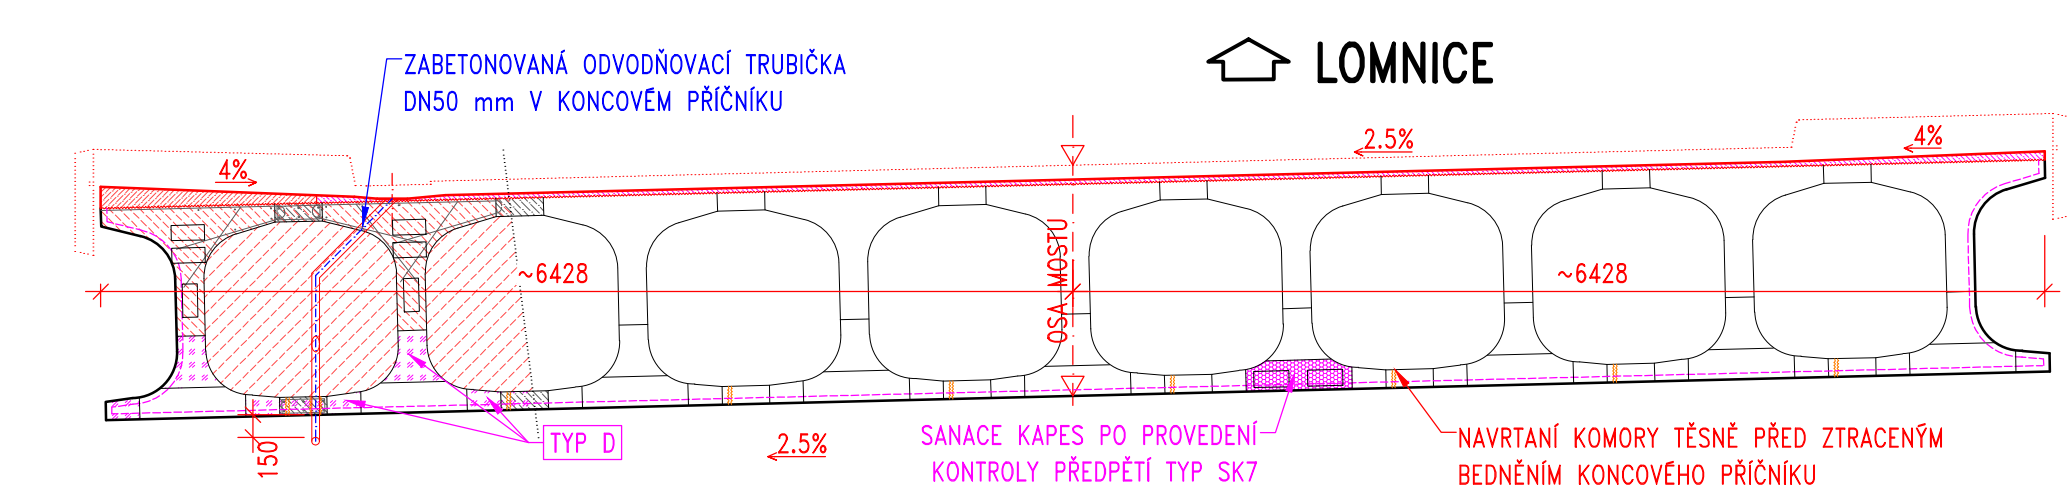 ZABETONOVANÁ ODVODŇOVACÍ TRUBIČKA
DN50 mm V KONCOVÉM PŘÍČNÍKU
LOMNICE
4%
2.5%
4%
OSA MOSTU
~6428
~6428
150
TYP D
2.5%
SANACE KAPES PO PROVEDENÍ
KONTROLY PŘEDPĚTÍ TYP SK7
NAVRTANÍ KOMORY TĚSNĚ PŘED ZTRACENÝM
BEDNĚNÍM KONCOVÉHO PŘÍČNÍKU